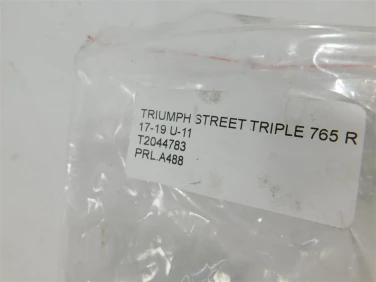 TRIUMPH STREET TRIPLE 765 R
17-19 U-11
T2044783
PRL.A488